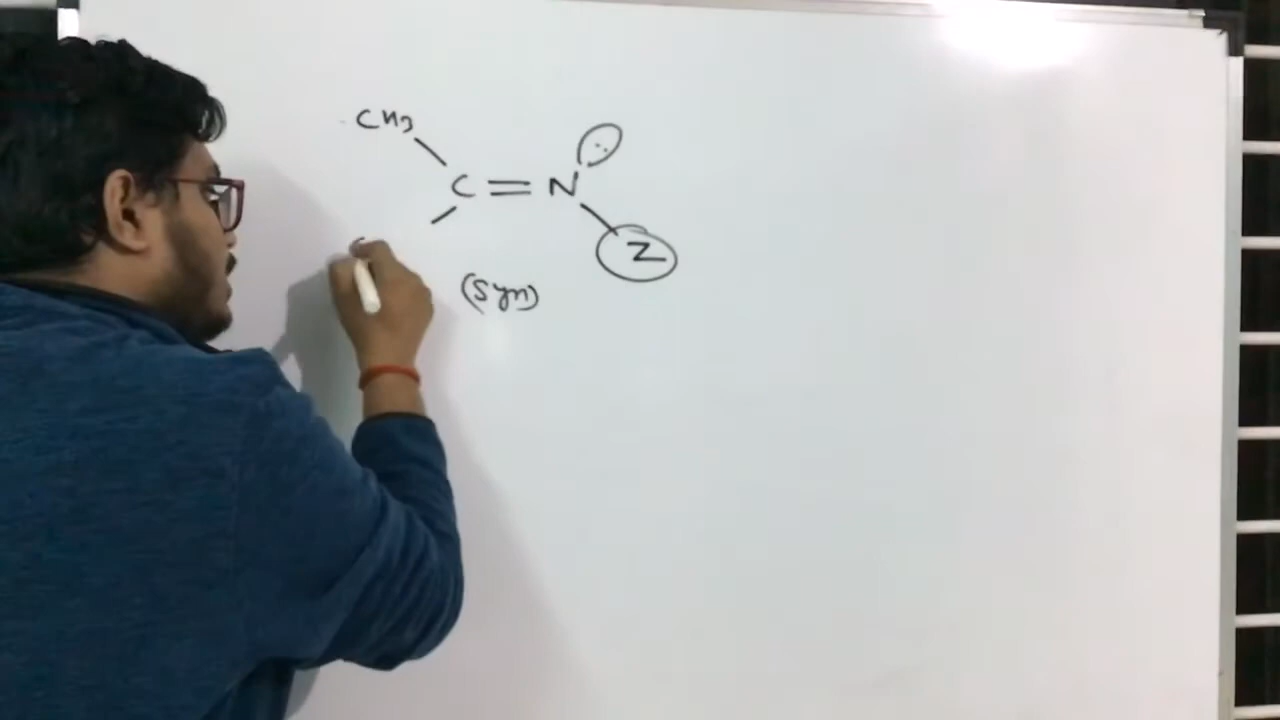 CH3
C = N
Z
(Syn)